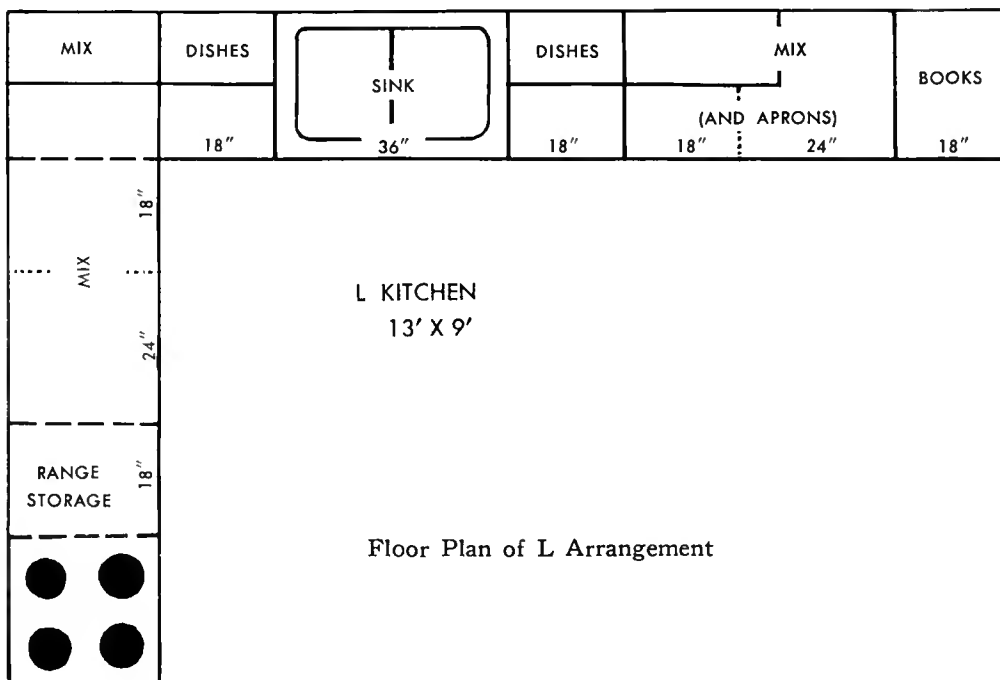 MIX
DISHES
SINK
DISHES
MIX
BOOKS
(AND APRONS)
18″
36″
18″
18″
24″
18″
18″
MIX
24″
L KITCHEN
13′ X 9′
RANGE
STORAGE
18″
Floor Plan of L Arrangement